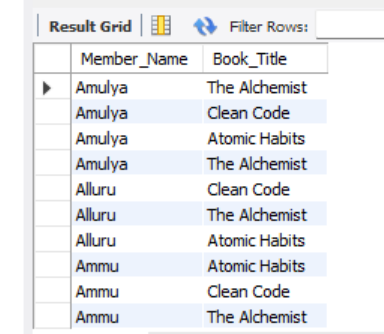 Result Grid Filter Rows:
Member_Name Book_Title
Amulya The Alchemist
Amulya Clean Code
Amulya Atomic Habits
Amulya The Alchemist
Alluru Clean Code
Alluru The Alchemist
Alluru Atomic Habits
Ammu Atomic Habits
Ammu Clean Code
Ammu The Alchemist